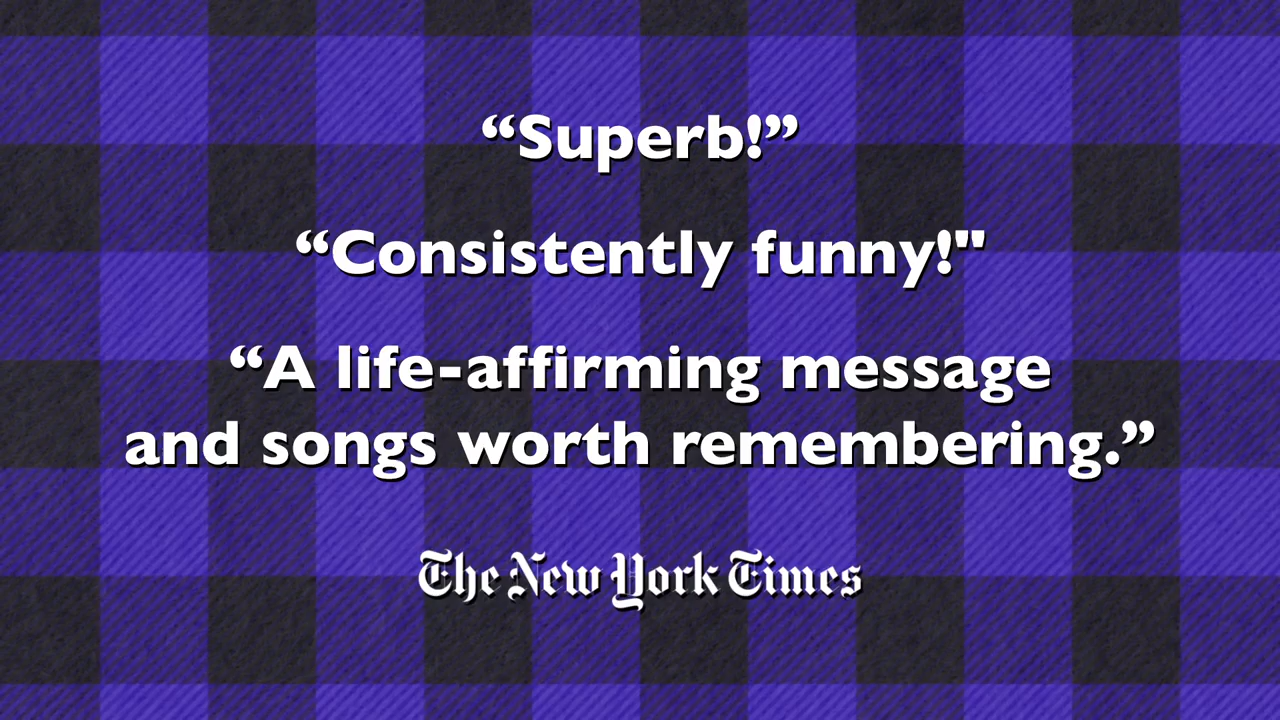 “Superb!”
“Consistently funny!"
“A life-affirming message
and songs worth remembering.”
The New York Times